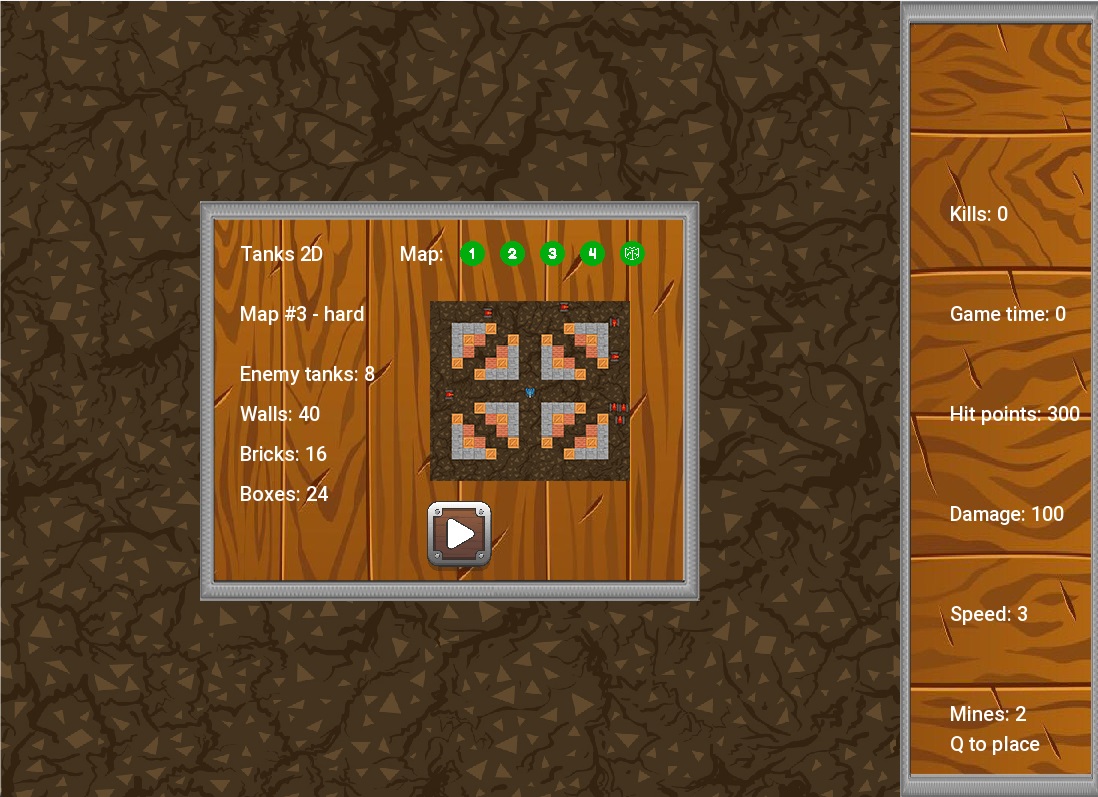 Tanks 2D Map: 1 2 3 4
Map #3 - hard
Enemy tanks: 8
Walls: 40
Bricks: 16
Boxes: 24
Kills: 0
Game time: 0
Hit points: 300
Damage: 100
Speed: 3
Mines: 2
Q to place